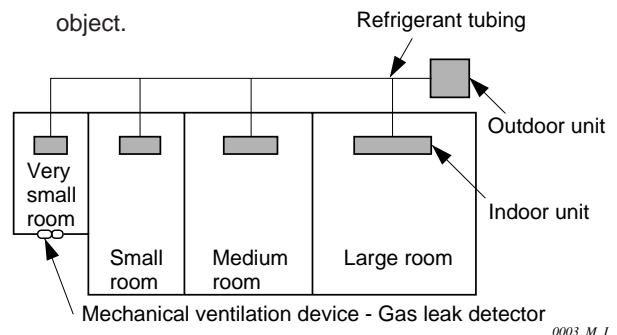 object.
Refrigerant tubing
Outdoor unit
Very
small
room
Indoor unit
Small
room
Medium
room
Large room
Mechanical ventilation device - Gas leak detector
0003_M_I